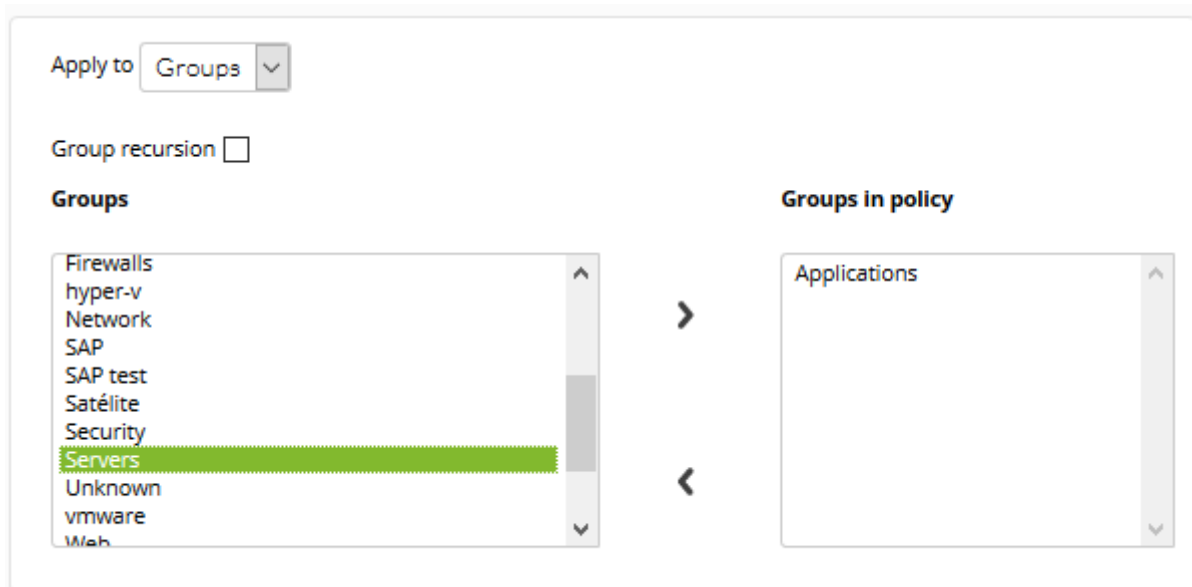 Apply to Groups
Group recursion
Groups
Groups in policy
Firewalls
hyper-v
Network
SAP
SAP test
Satélite
Security
Servers
Unknown
vmware
Web
Applications